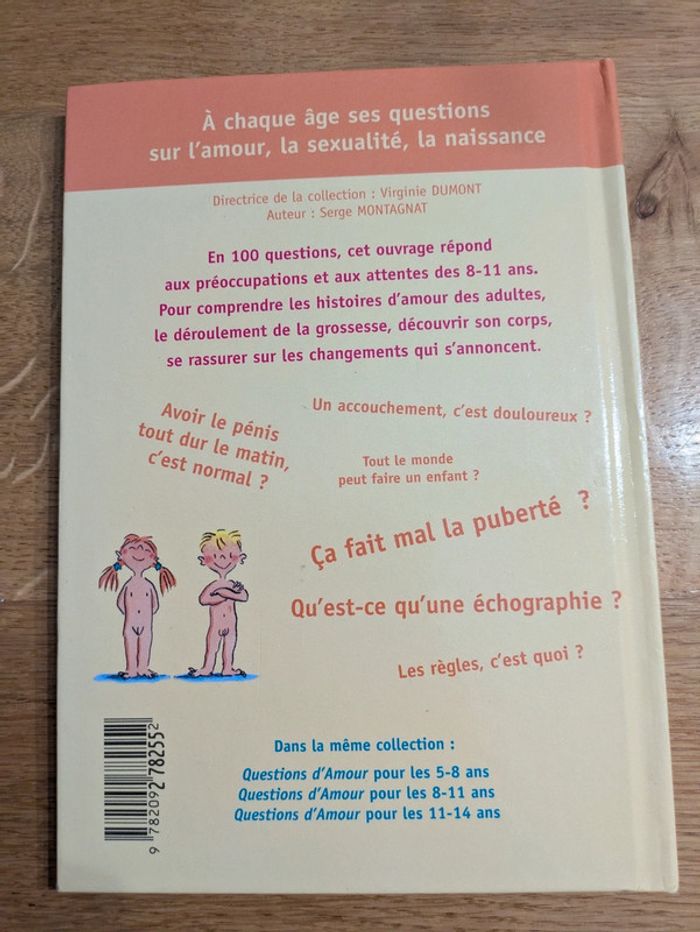 À chaque âge ses questions
sur l'amour, la sexualité, la naissance
Directrice de la collection : Virginie DUMONT
Auteur : Serge MONTAGNAT
En 100 questions, cet ouvrage répond
aux préoccupations et aux attentes des 8-11 ans.
Pour comprendre les histoires d'amour des adultes,
le déroulement de la grossesse, découvrir son corps,
se rassurer sur les changements qui s'annoncent.
Avoir le pénis
tout dur le matin,
c'est normal ?
Un accouchement, c'est douloureux ?
Tout le monde
peut faire un enfant ?
Ça fait mal la puberté ?
Qu'est-ce qu'une échographie ?
Les règles, c'est quoi ?
Dans la même collection :
Questions d'Amour pour les 5-8 ans
Questions d'Amour pour les 8-11 ans
Questions d'Amour pour les 11-14 ans
9 782092 782552